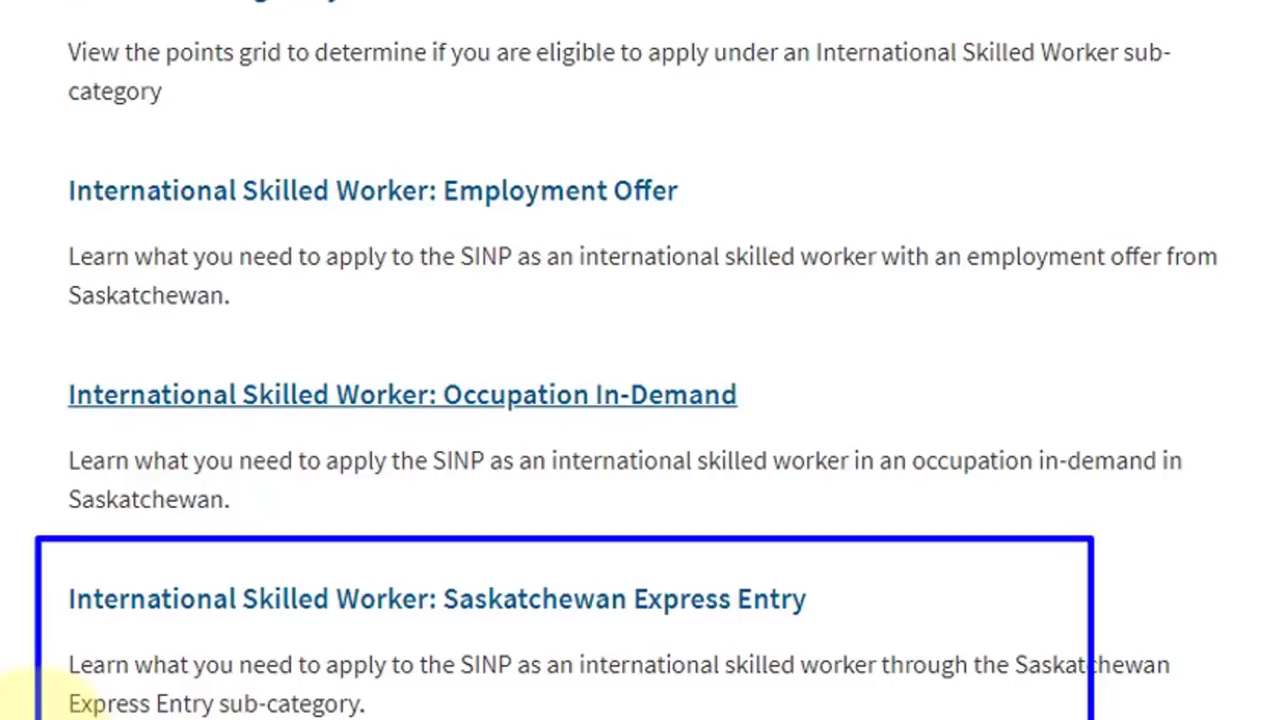 View the points grid to determine if you are eligible to apply under an International Skilled Worker sub-
category
International Skilled Worker: Employment Offer
Learn what you need to apply to the SINP as an international skilled worker with an employment offer from
Saskatchewan.
International Skilled Worker: Occupation In-Demand
Learn what you need to apply the SINP as an international skilled worker in an occupation in-demand in
Saskatchewan.
International Skilled Worker: Saskatchewan Express Entry
Learn what you need to apply to the SINP as an international skilled worker through the Saskatchewan
Express Entry sub-category.